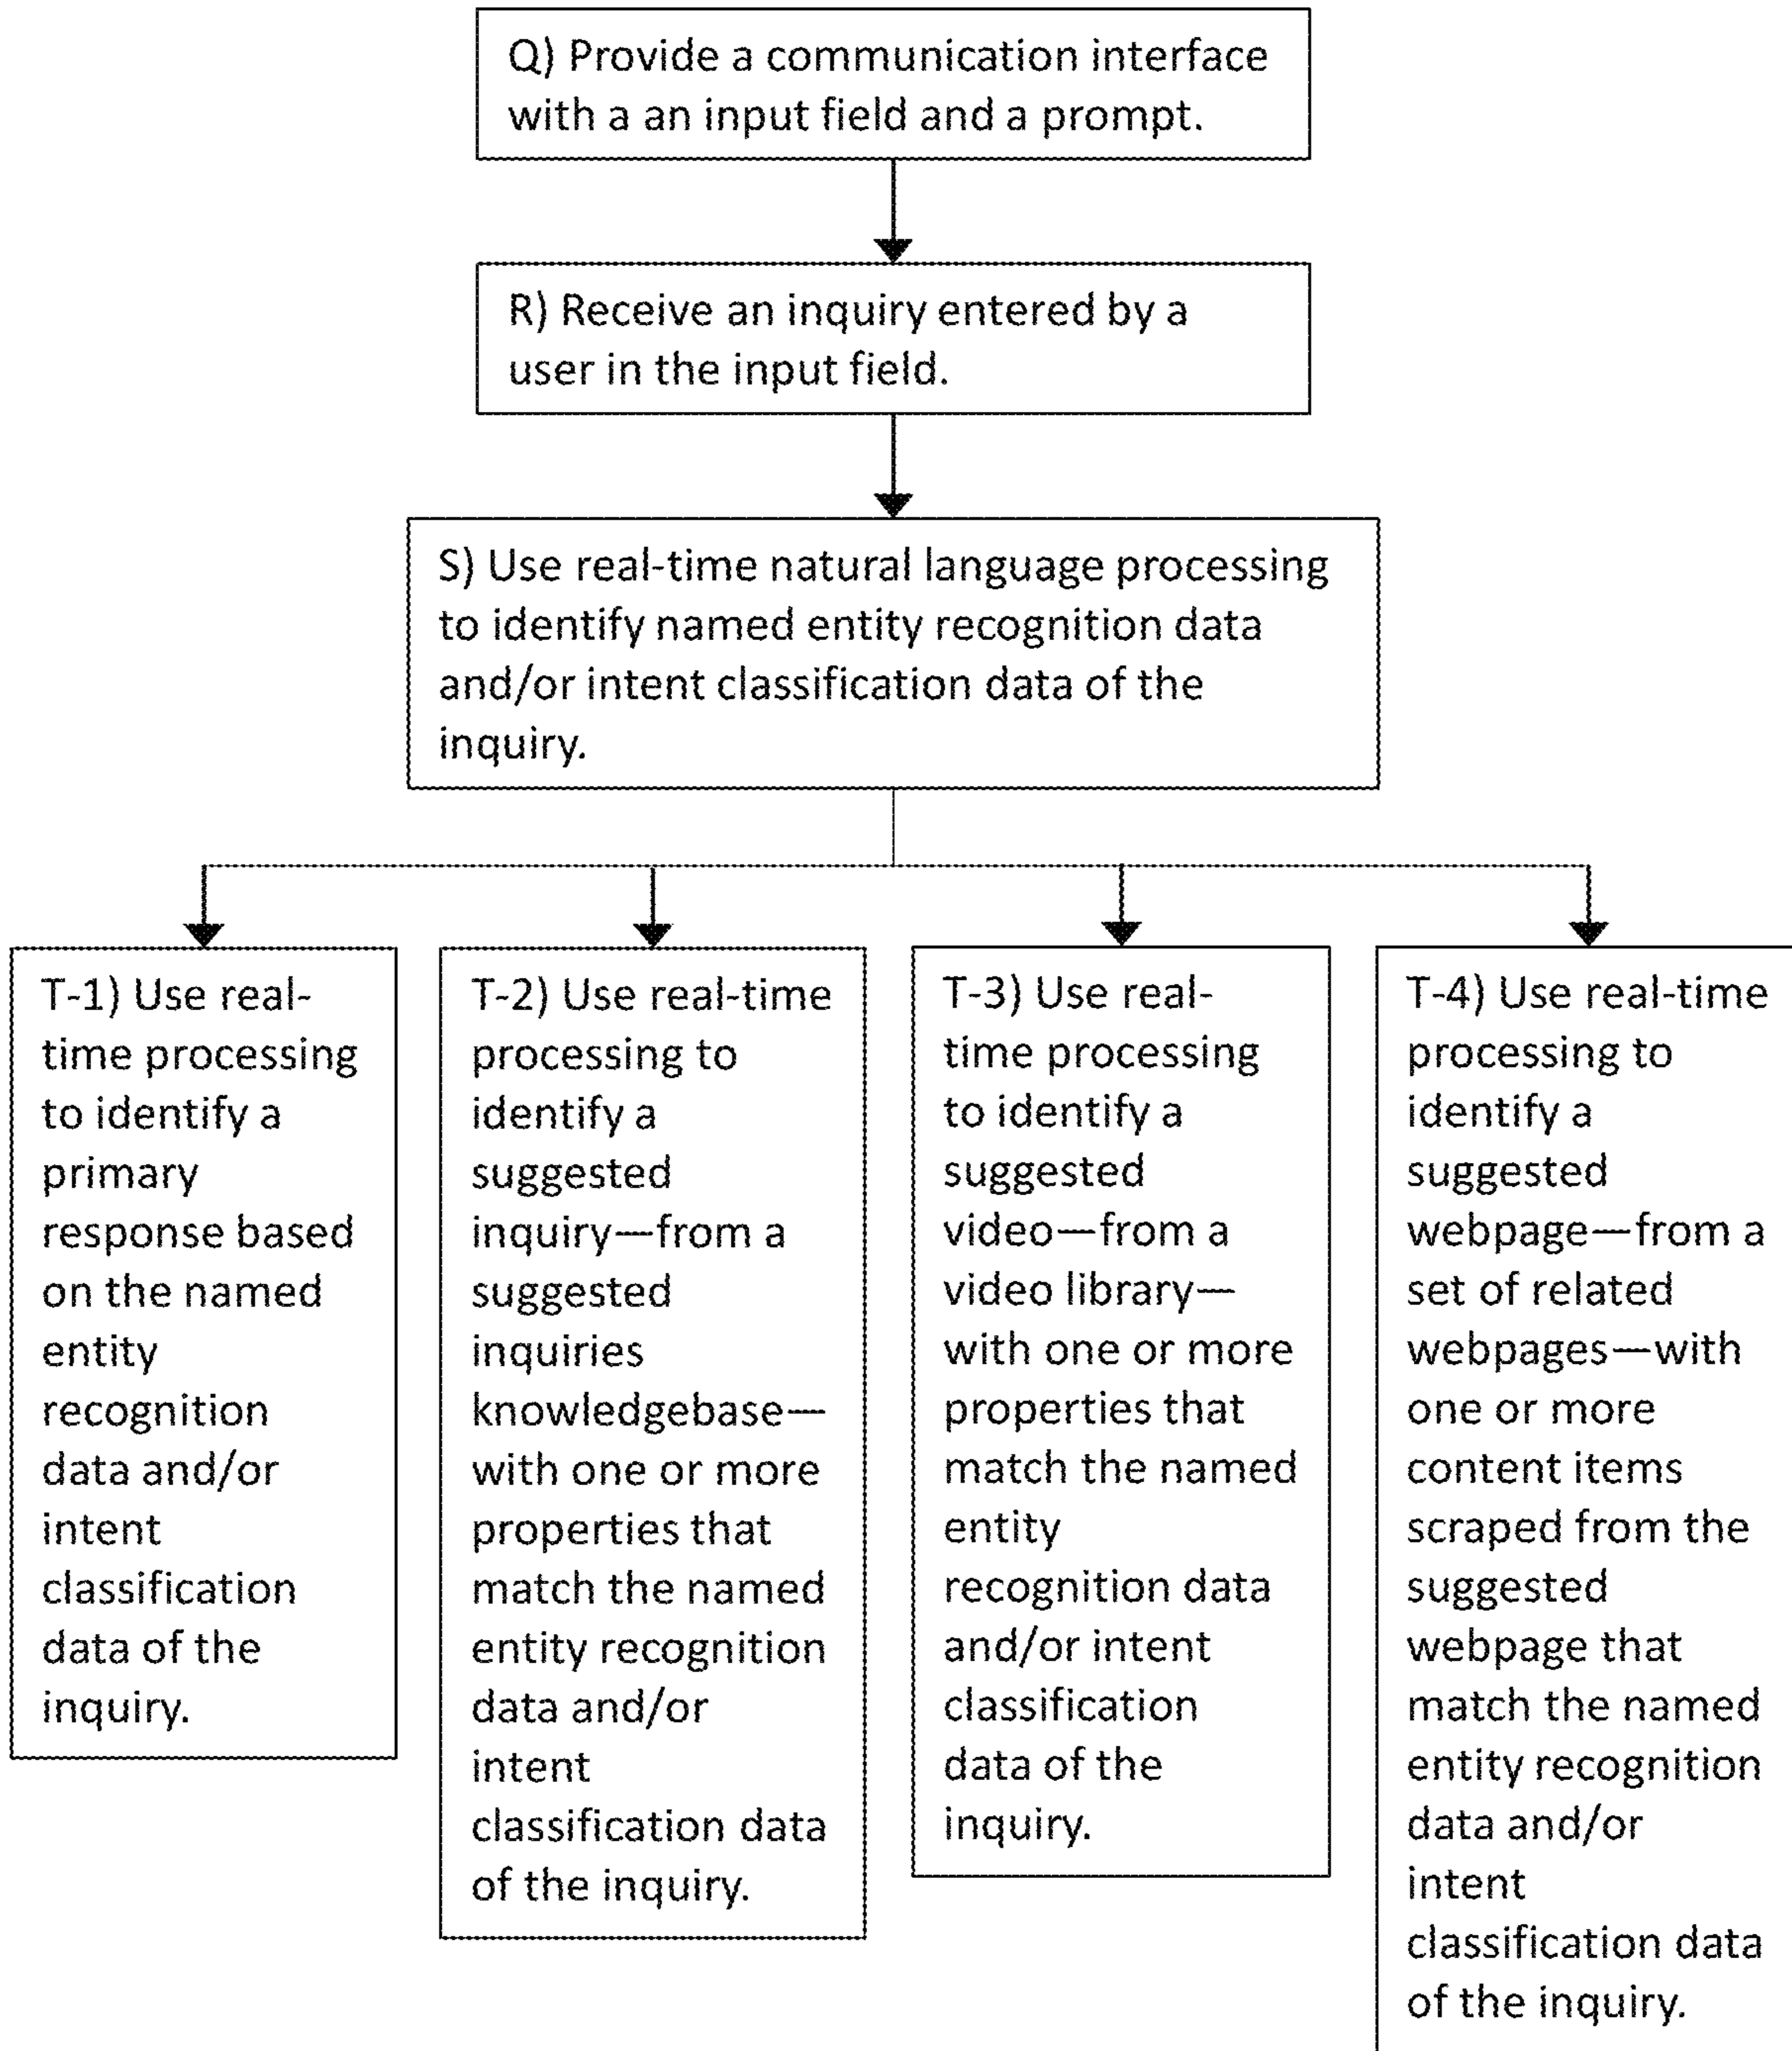 Q) Provide a communication interface
with a an input field and a prompt.
R) Receive an inquiry entered by a
user in the input field.
S) Use real-time natural language processing
to identify named entity recognition data
and/or intent classification data of the
inquiry.
T-1) Use real-
time processing
to identify a
primary
response based
on the named
entity
recognition
data and/or
intent
classification
data of the
inquiry.
T-2) Use real-time
processing to
identify a
suggested
inquiry—from a
suggested
inquiries
knowledgebase—
with one or more
properties that
match the named
entity recognition
data and/or
intent
classification data
of the inquiry.
T-3) Use real-
time processing
to identify a
suggested
video—from a
video library—
with one or more
properties that
match the named
entity
recognition data
and/or intent
classification
data of the
inquiry.
T-4) Use real-time
processing to
identify a
suggested
webpage—from a
set of related
webpages—with
one or more
content items
scraped from the
suggested
webpage that
match the named
entity recognition
data and/or
intent
classification data
of the inquiry.